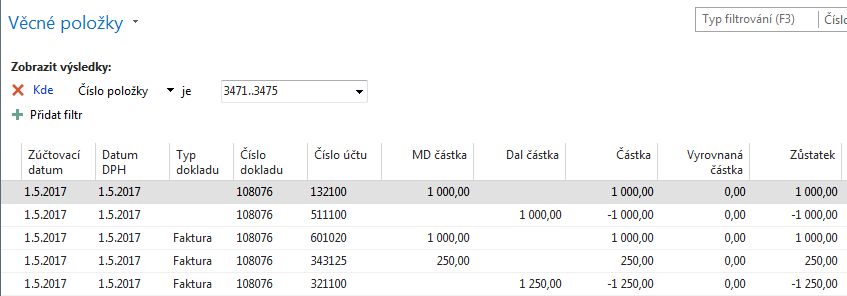 Věcné položky
Typ filtrování (F3) Číslo
Zobrazit výsledky:
Kde Číslo položky je 3471..3475
Přidat filtr
Zúčtovací datum Datum DPH Typ dokladu Číslo dokladu Číslo účtu MD částka Dal částka Částka Vyrovnaná částka Zůstatek
1.5.2017 1.5.2017 108076 132100 1 000,00 1 000,00 0,00 1 000,00
1.5.2017 1.5.2017 108076 511100 1 000,00 -1 000,00 0,00 -1 000,00
1.5.2017 1.5.2017 Faktura 108076 601020 1 000,00 1 000,00 0,00 1 000,00
1.5.2017 1.5.2017 Faktura 108076 343125 250,00 250,00 0,00 250,00
1.5.2017 1.5.2017 Faktura 108076 321100 1 250,00 -1 250,00 0,00 -1 250,00